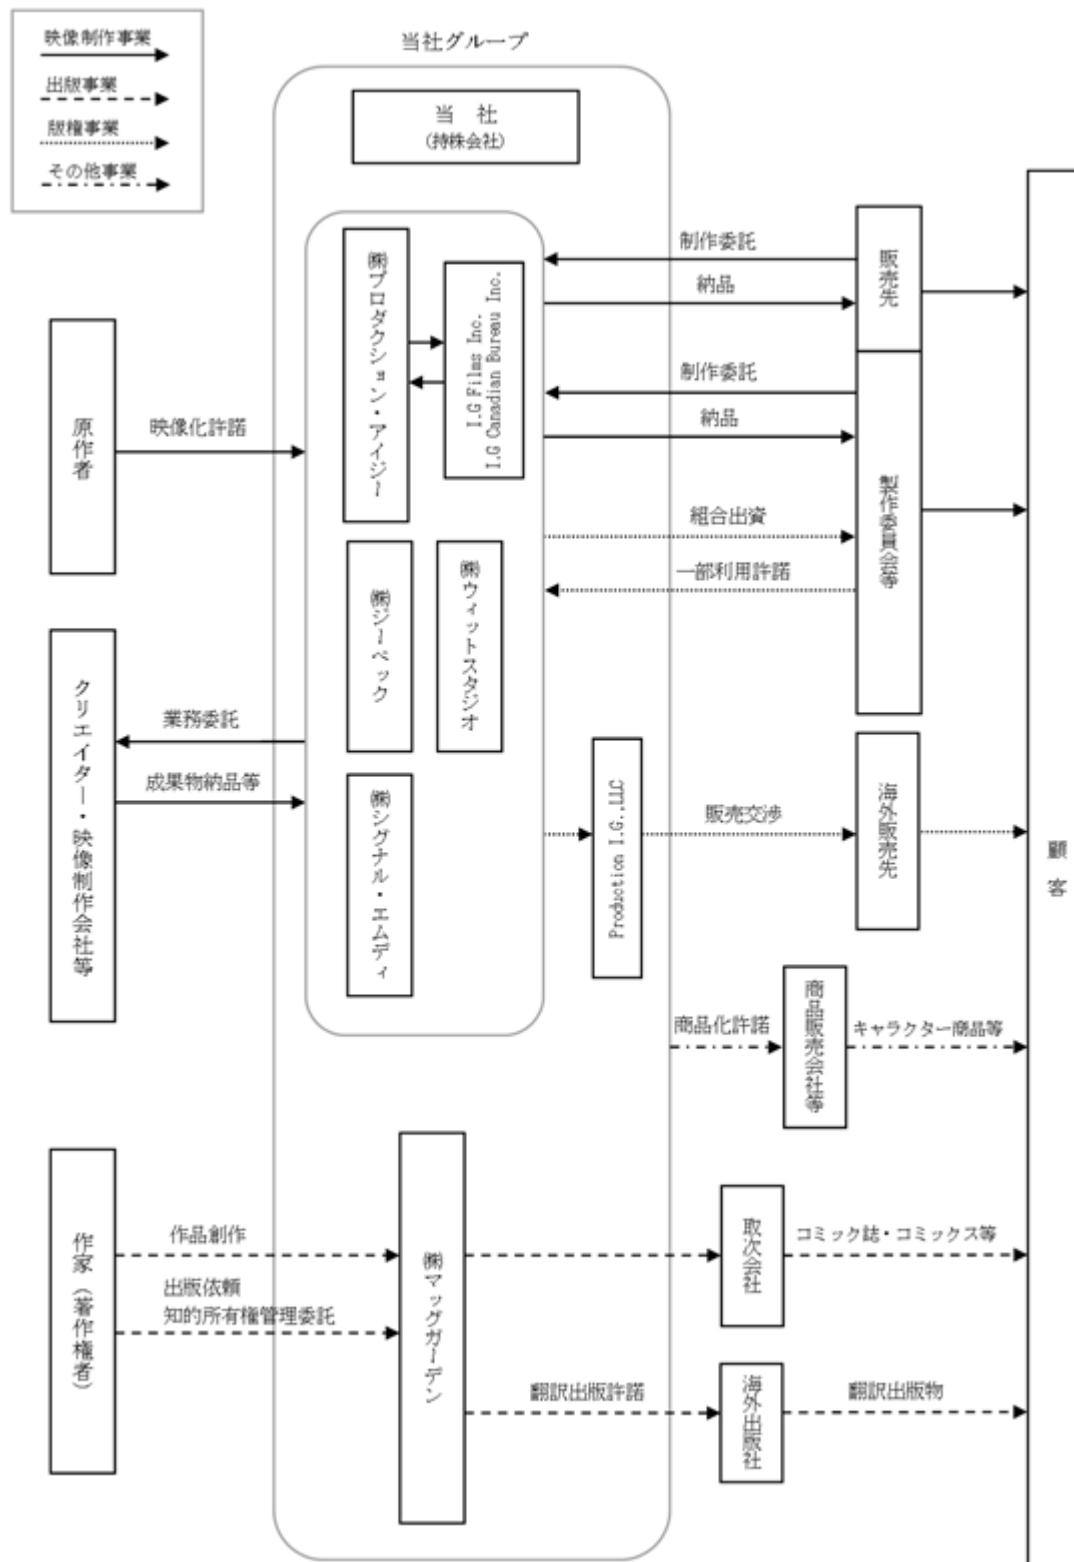 映像制作事業
出版事業
版権事業
その他事業
当社グループ
当 社
(持株会社)
㈱プロダクション・アイジー
I.G Films Inc.
I.G Canadian Bureau Inc.
制作委託
納品
販売先
制作委託
納品
組合出資
一部利用許諾
製作委員会等
原作者
映像化許諾
㈱ジーベック
㈱ウィットスタジオ
クリエイター・映像制作会社等
業務委託
成果物納品等
㈱シグナル・エムディ
Production I.G.,LLC
販売交渉
海外販売先
顧客
商品化許諾
商品販売会社等
キャラクター商品等
作家(著作権者)
作品創作
出版依頼
知的所有権管理委託
㈱マッグガーデン
取次会社
コミック誌・コミックス等
翻訳出版許諾
海外出版社
翻訳出版物